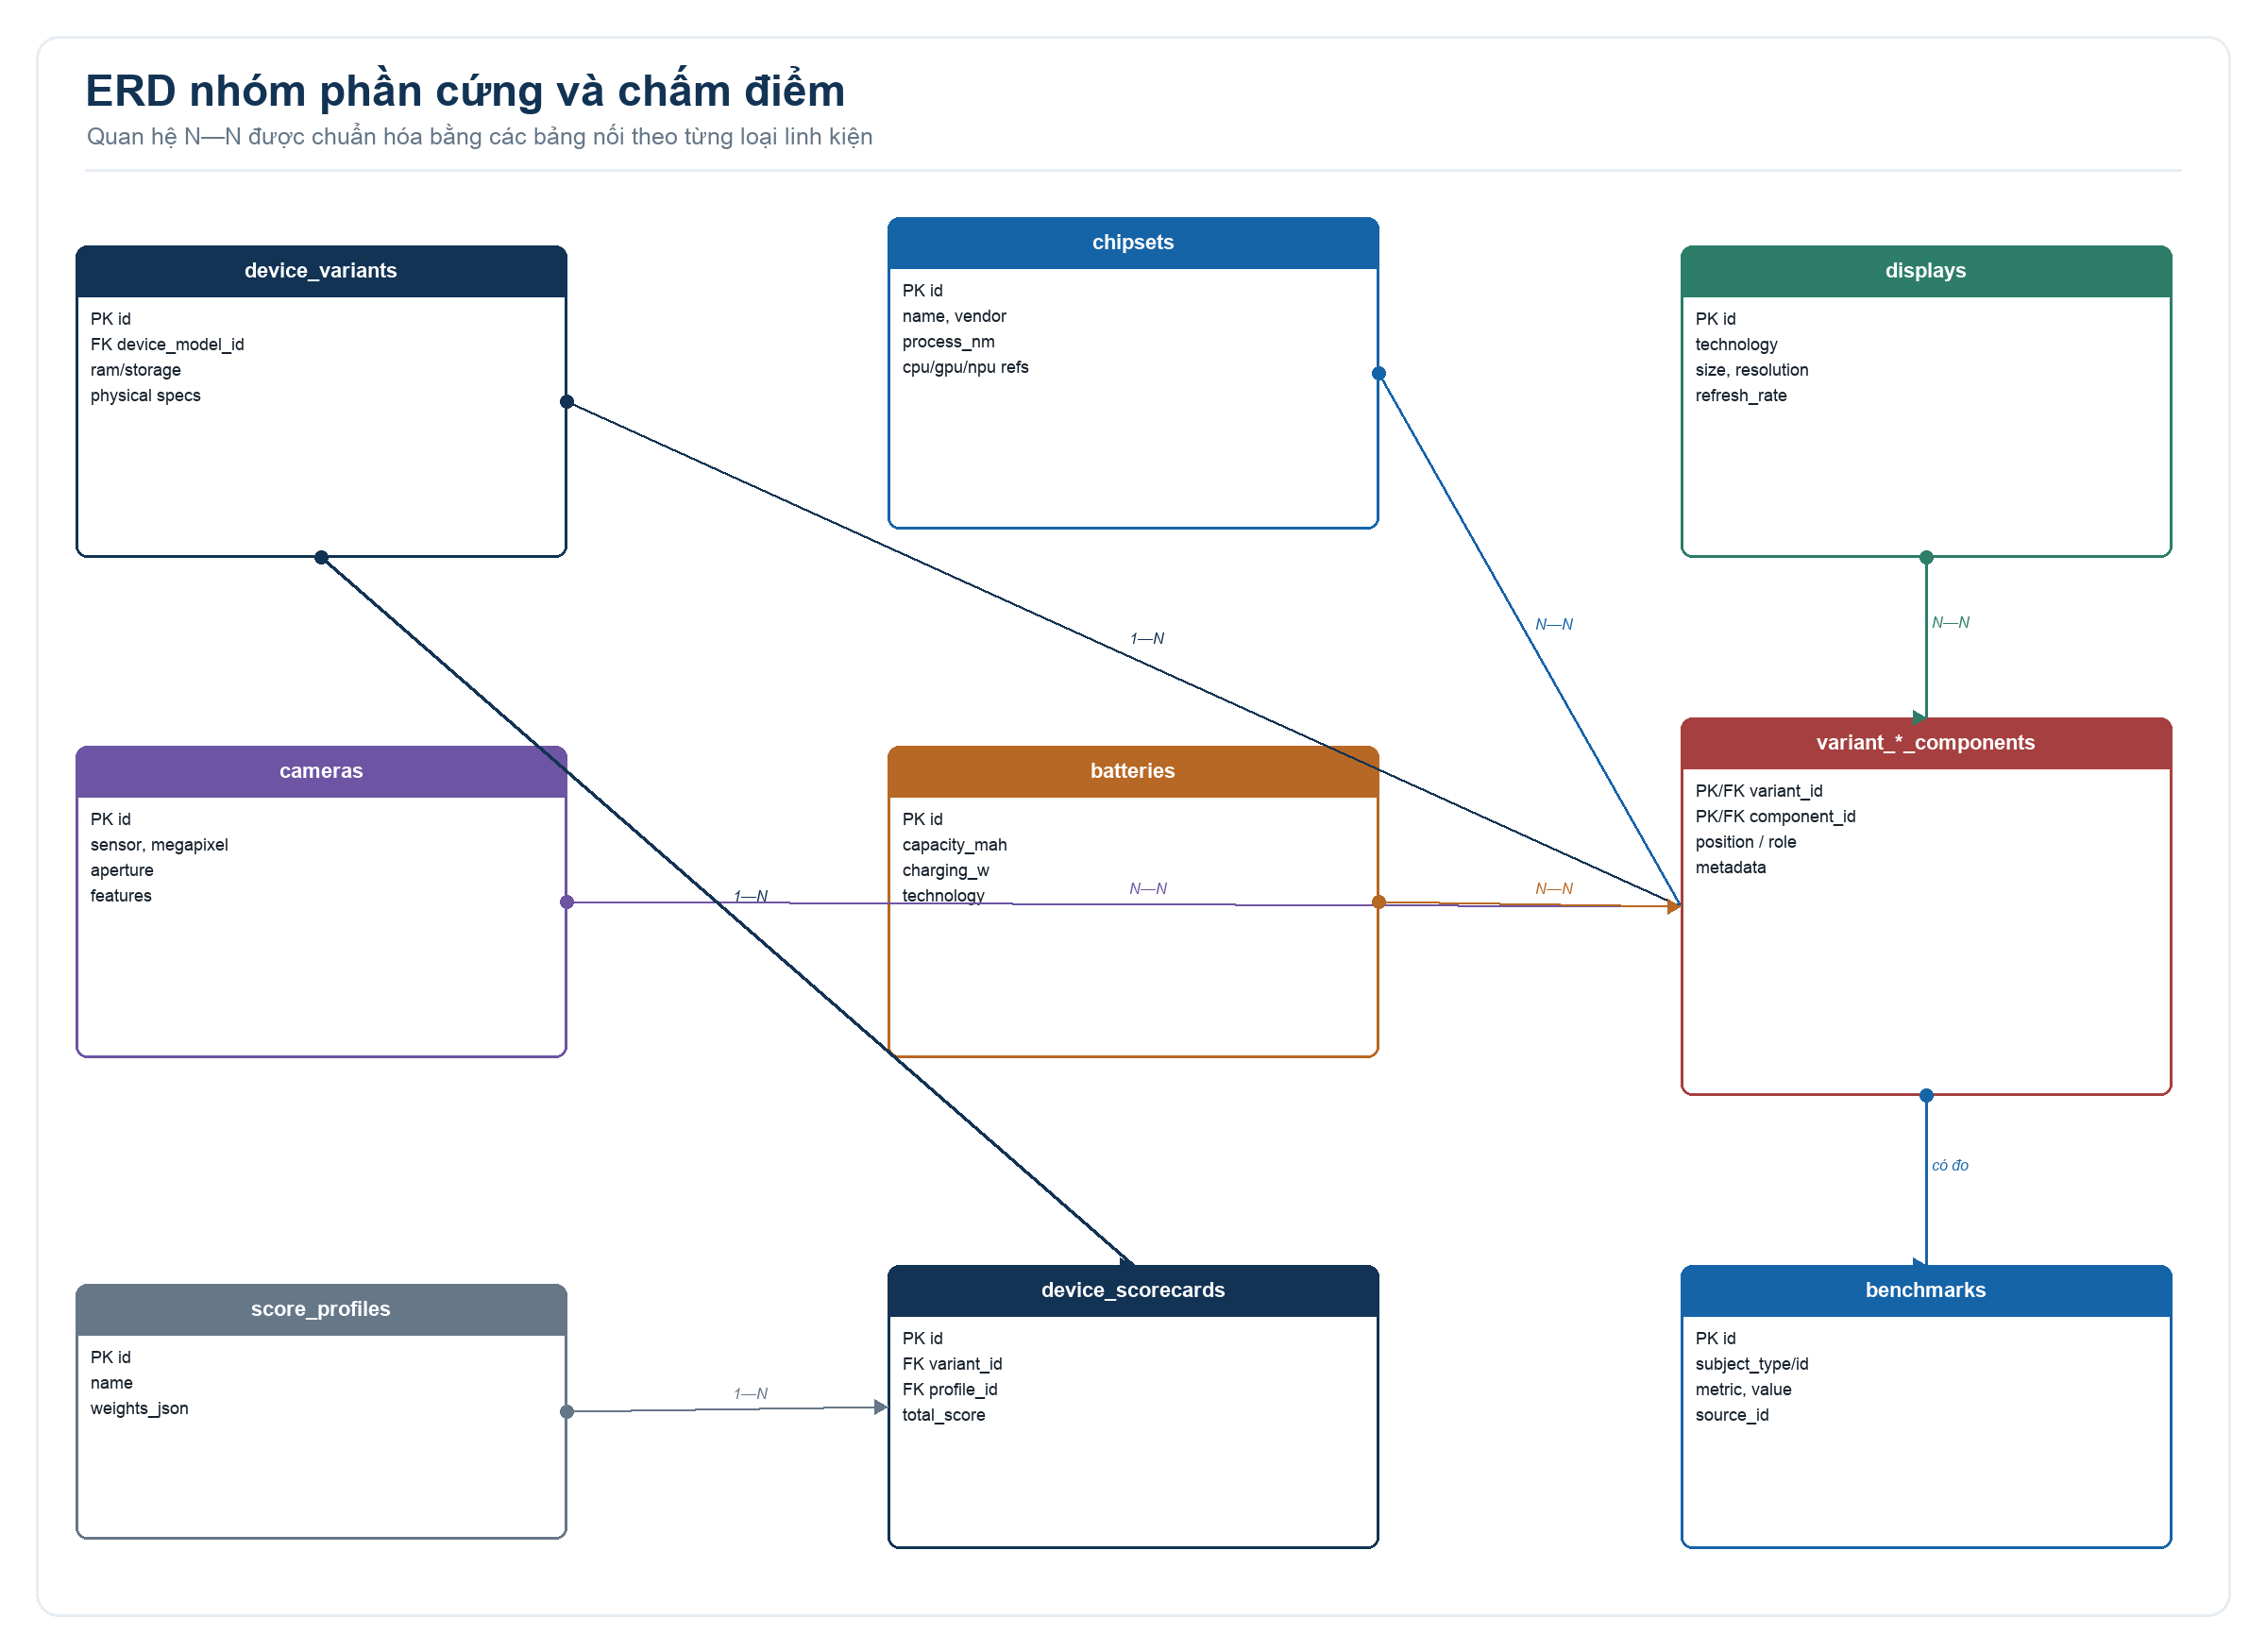 ERD nhóm phần cứng và chấm điểm
Quan hệ N—N được chuẩn hóa bằng các bảng nối theo từng loại linh kiện
device_variants
PK id
FK device_model_id
ram/storage
physical specs
chipsets
PK id
name, vendor
process_nm
cpu/gpu/npu refs
displays
PK id
technology
size, resolution
refresh_rate
1—N
N—N
N—N
cameras
PK id
sensor, megapixel
aperture
features
1—N
batteries
PK id
capacity_mah
charging_w
technology
N—N
N—N
variant_*_components
PK/FK variant_id
PK/FK component_id
position / role
metadata
có đo
score_profiles
PK id
name
weights_json
1—N
device_scorecards
PK id
FK variant_id
FK profile_id
total_score
benchmarks
PK id
subject_type/id
metric, value
source_id